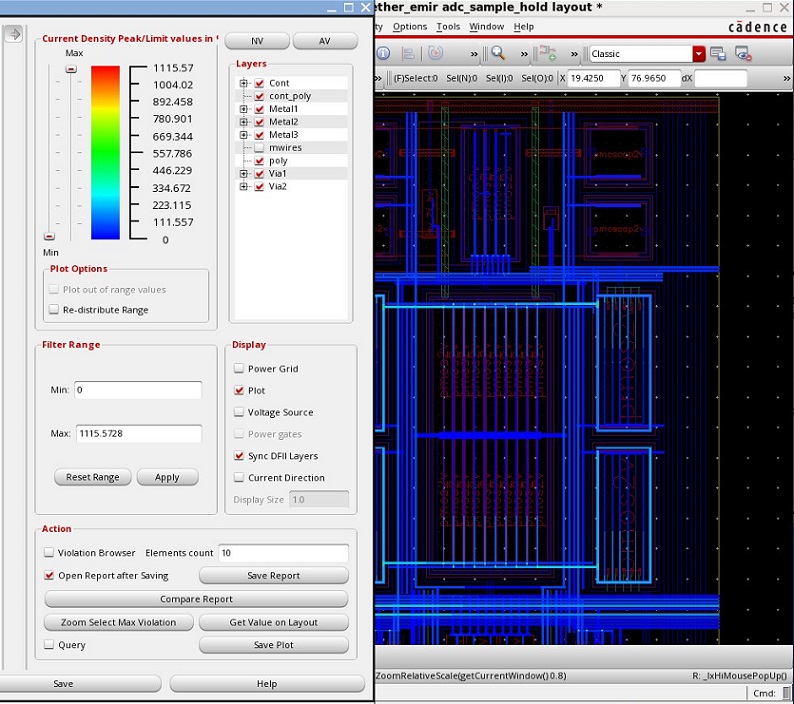 ether_emir adc_sample_hold layout *
ty Options Tools Window Help
cādence
Classic
(F)Select:0 Sel(N):0 Sel(I):0 Sel(O):0 X 19.4250 Y 76.9650 dX
Current Density Peak/Limit values in %
Max
1115.57
1004.02
892.458
780.901
669.344
557.786
446.229
334.672
223.115
111.557
0
Min
Plot Options
Plot out of range values
Re-distribute Range
NV AV
Layers
Cont
cont_poly
Metal1
Metal2
Metal3
mwires
poly
Via1
Via2
Filter Range
Min: 0
Max: 1115.5728
Reset Range Apply
Display
Power Grid
Plot
Voltage Source
Power gates
Sync DFII Layers
Current Direction
Display Size 1.0
Action
Violation Browser Elements count 10
Open Report after Saving Save Report
Compare Report
Zoom Select Max Violation Get Value on Layout
Query Save Plot
Save Help
pmoscap2v
pmoscap2v
ZoomRelativeScale(getCurrentWindow() 0.8) R: _lxHiMousePopUp()
Cmd: